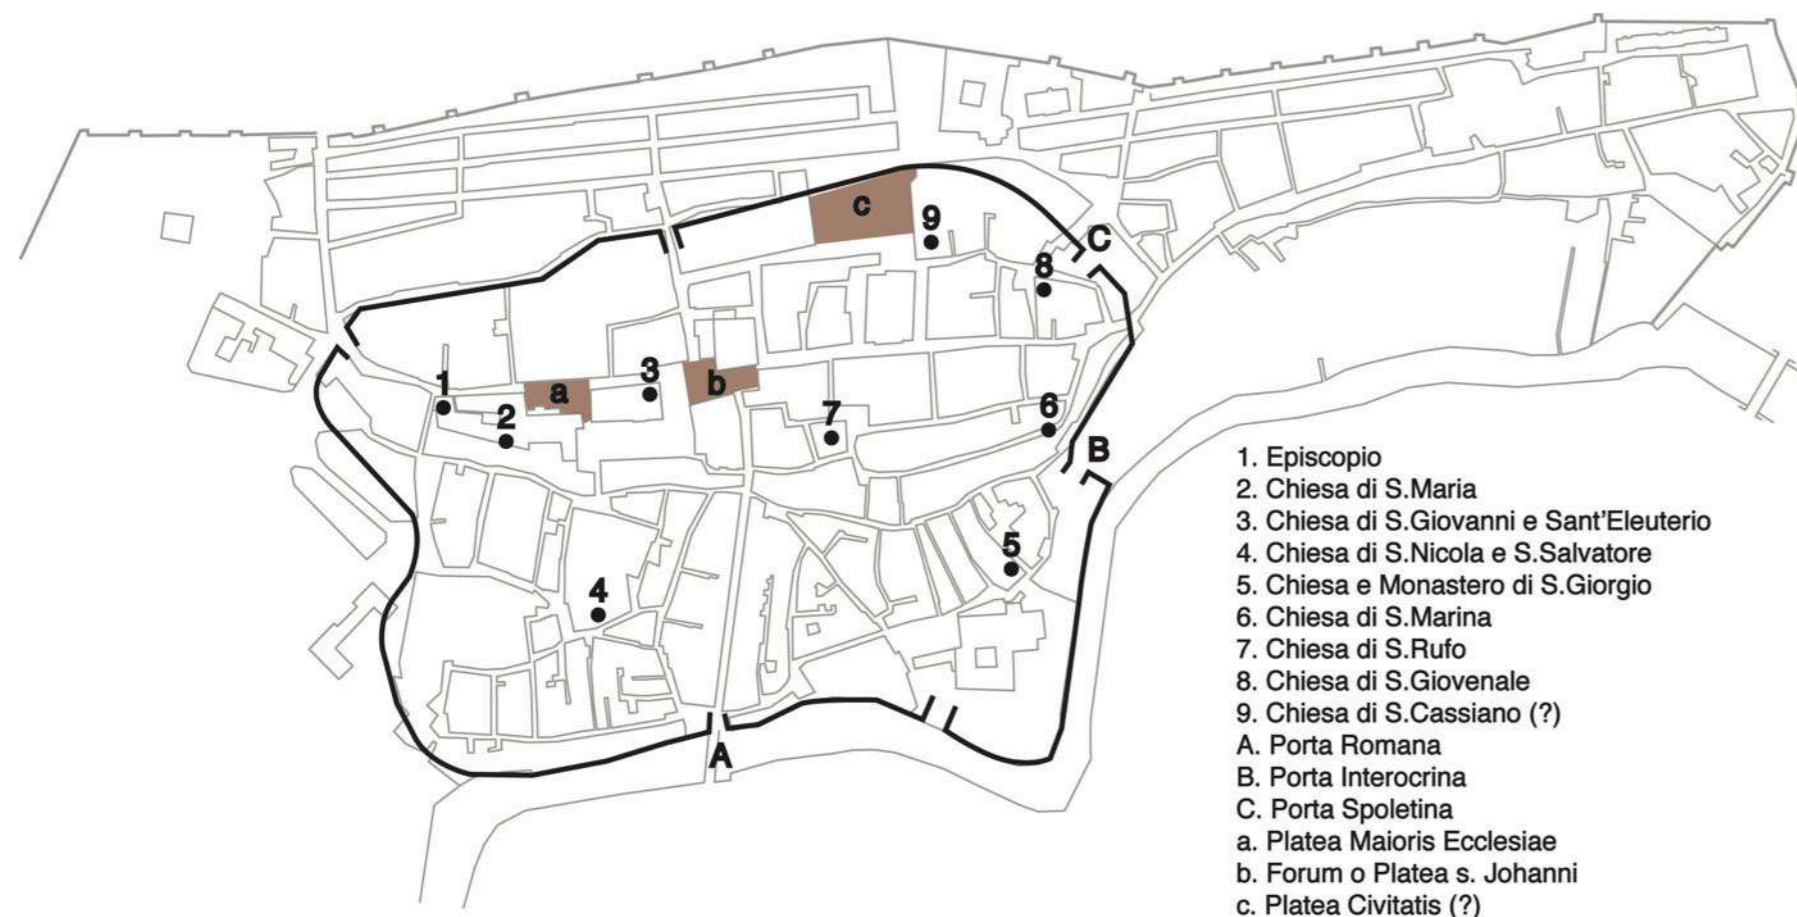 c
9
C
8
3
a
b
1
2
7
6
B
5
4
A
1. Episcopio
2. Chiesa di S.Maria
3. Chiesa di S.Giovanni e Sant'Eleuterio
4. Chiesa di S.Nicola e S.Salvatore
5. Chiesa e Monastero di S.Giorgio
6. Chiesa di S.Marina
7. Chiesa di S.Rufo
8. Chiesa di S.Giovenale
9. Chiesa di S.Cassiano (?)
A. Porta Romana
B. Porta Interocrina
C. Porta Spoletina
a. Platea Maioris Ecclesiae
b. Forum o Platea s. Johanni
c. Platea Civitatis (?)